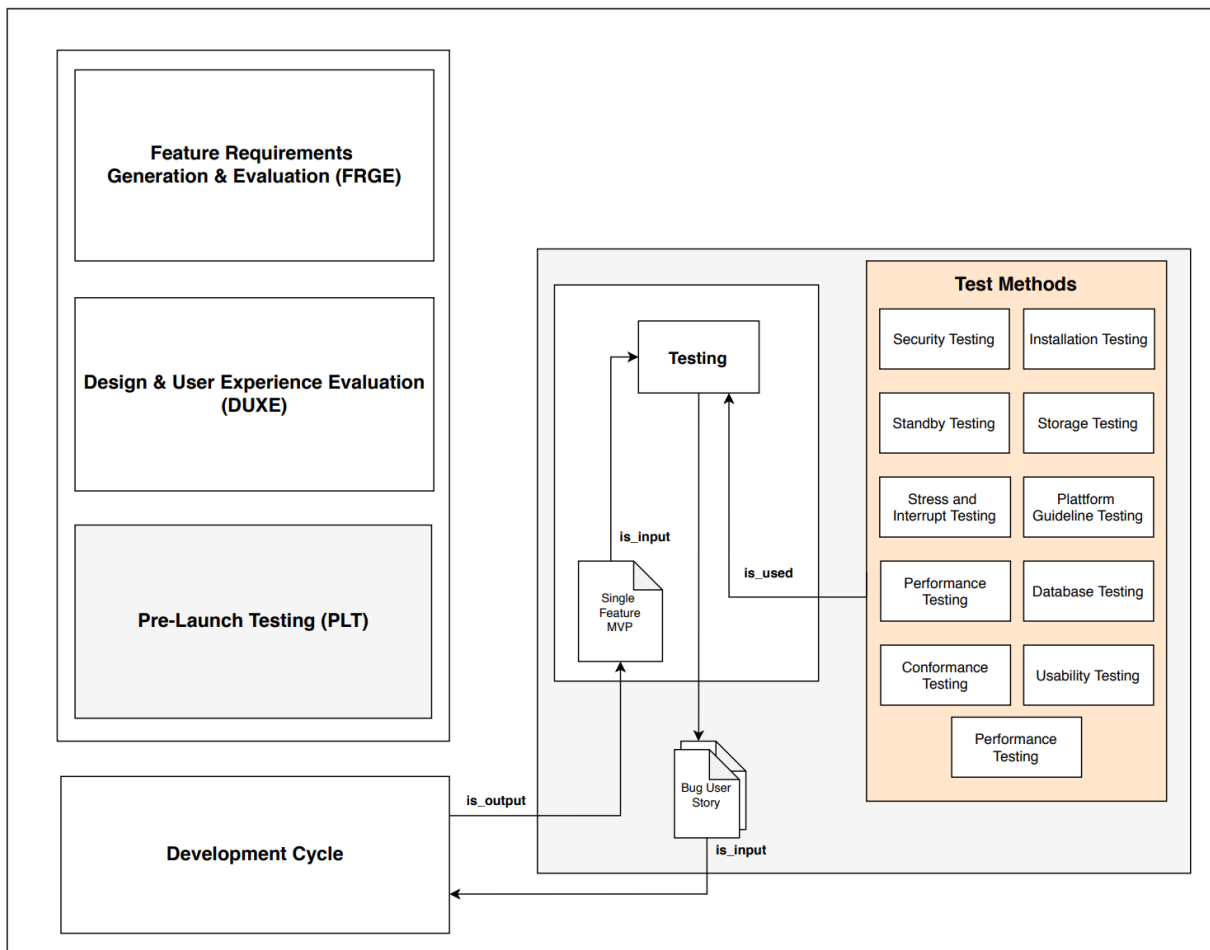 Feature Requirements
Generation & Evaluation (FRGE)
Design & User Experience Evaluation
(DUXE)
Pre-Launch Testing (PLT)
Development Cycle
is_output
Testing
is_input
Single
Feature
MVP
is_used
Bug User
Story
is_input
Test Methods
Security Testing
Installation Testing
Standby Testing
Storage Testing
Stress and
Interrupt Testing
Plattform
Guideline Testing
Performance
Testing
Database Testing
Conformance
Testing
Usability Testing
Performance
Testing